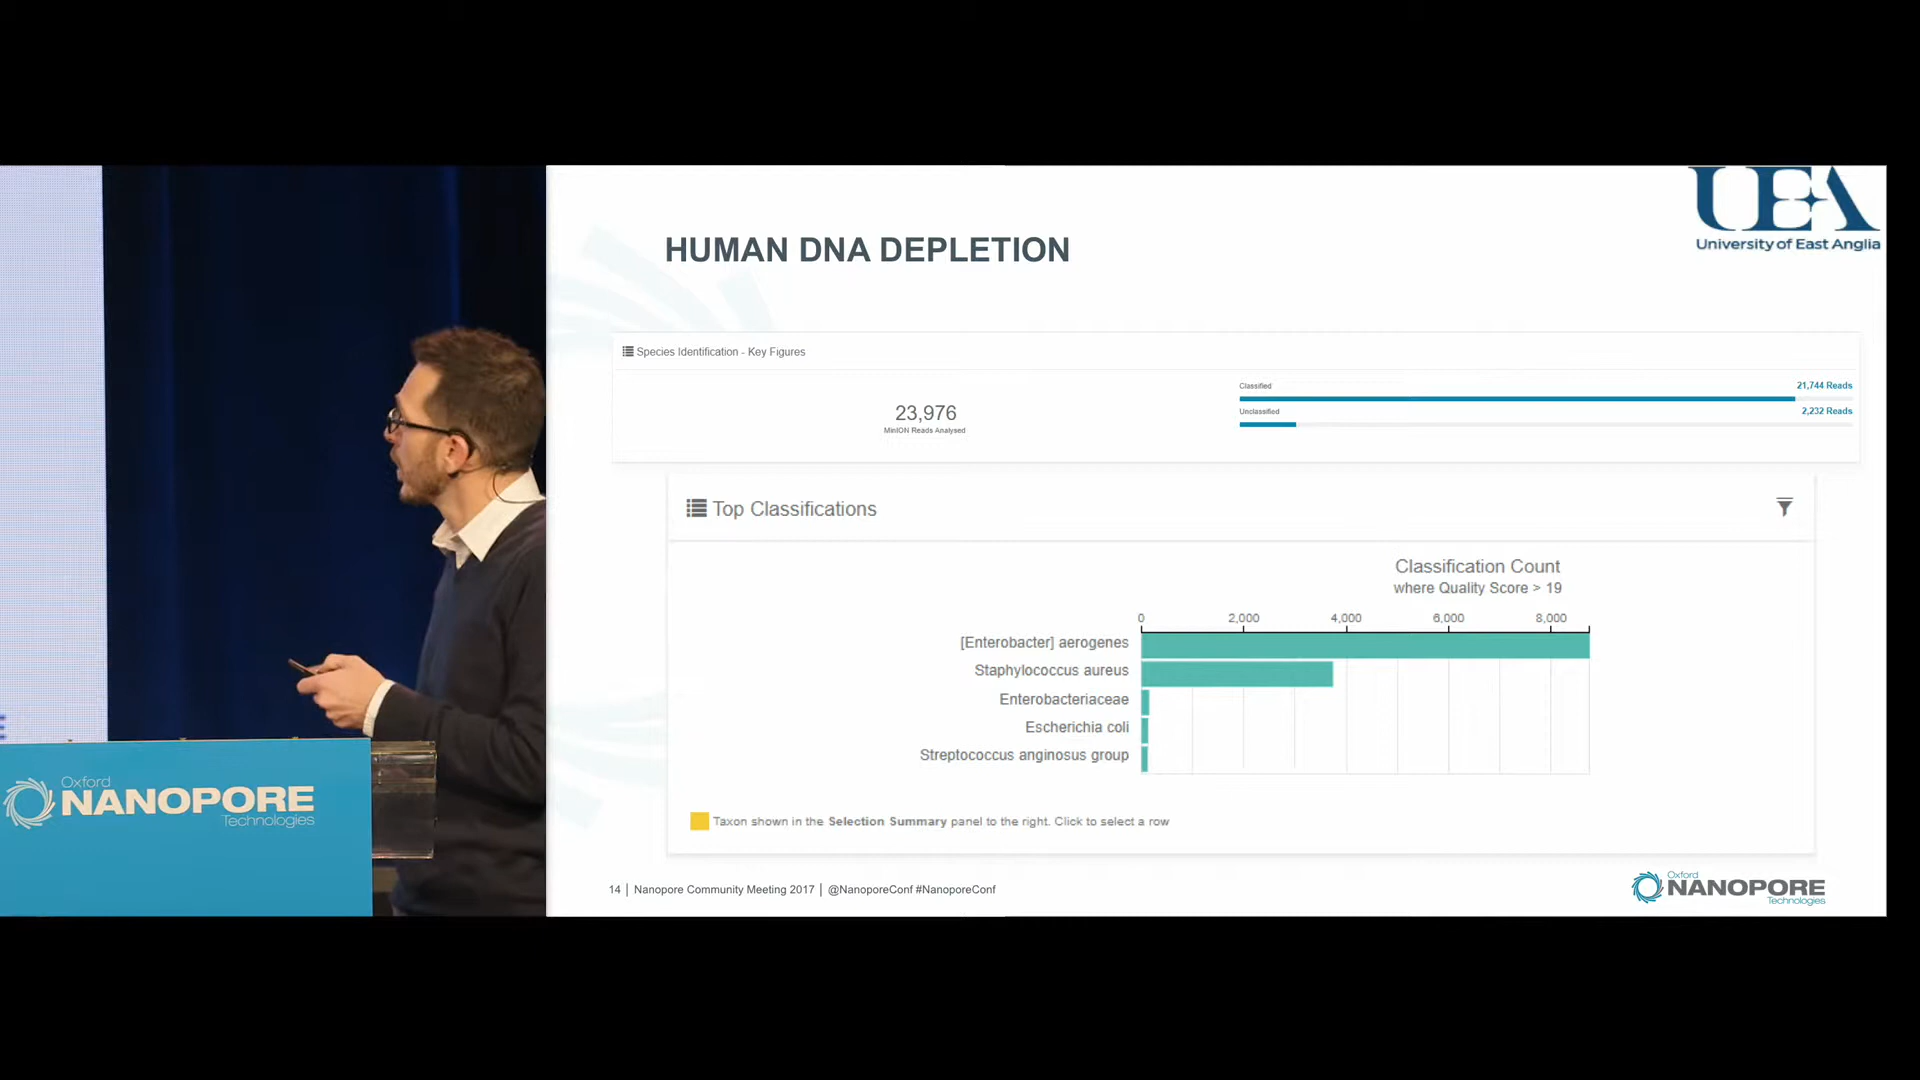 UEA
University of East Anglia
HUMAN DNA DEPLETION
Species Identification - Key Figures
23,976
MinION Reads Analysed
Classified
21,744 Reads
Unclassified
2,232 Reads
Top Classifications
Classification Count
where Quality Score > 19
0 2,000 4,000 6,000 8,000
[Enterobacter] aerogenes
Staphylococcus aureus
Enterobacteriaceae
Escherichia coli
Streptococcus anginosus group
Taxon shown in the Selection Summary panel to the right. Click to select a row
14 | Nanopore Community Meeting 2017 | @NanoporeConf #NanoporeConf
Oxford
NANOPORE
Technologies
E
Oxford
NANOPORE
Technologies